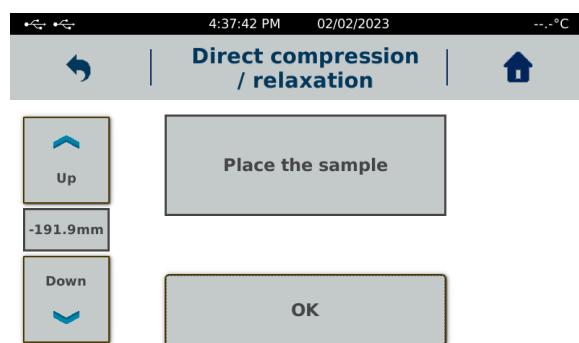 4:37:42 PM 02/02/2023 --.-°C
Direct compression
/ relaxation
Up
Place the sample
-191.9mm
Down
OK